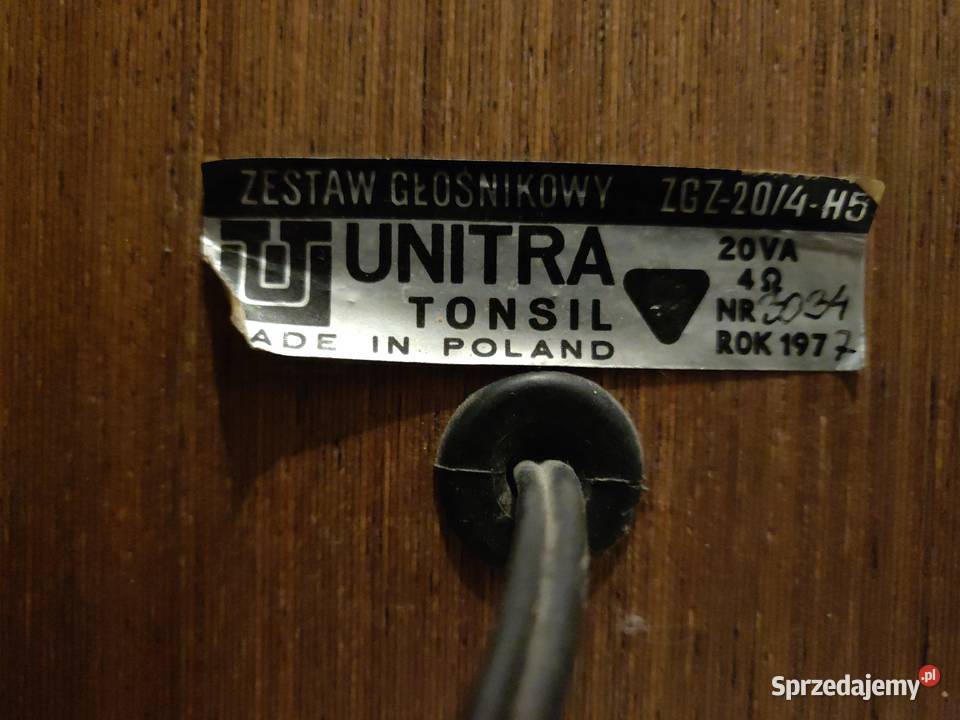 ZESTAW GŁOŚNIKOWY ZGZ-20/4-H5
UNITRA
TONSIL
ADE IN POLAND
20VA
4Ω
NR 3034
ROK 1977
Sprzedajemy.pl